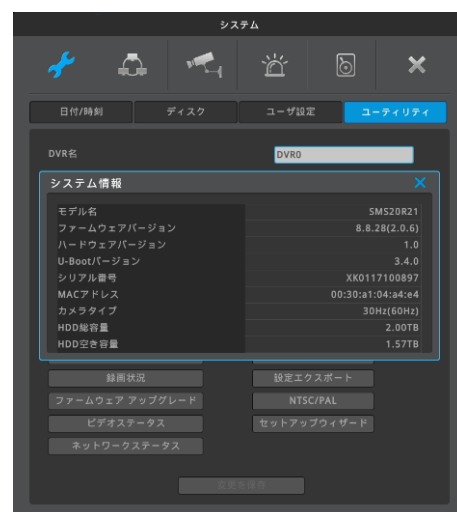 システム
日付/時刻 ディスク ユーザ設定 ユーティリティ
DVR名 DVR0
システム情報
モデル名 SMS20R21
ファームウェアバージョン 8.8.28(2.0.6)
ハードウェアバージョン 1.0
U-Bootバージョン 3.4.0
シリアル番号 XK0117100897
MACアドレス 00:30:a1:04:a4:e4
カメラタイプ 30Hz(60Hz)
HDD総容量 2.00TB
HDD空き容量 1.57TB
録画状況 設定エクスポート
ファームウェア アップグレード NTSC/PAL
ビデオステータス セットアップウィザード
ネットワークステータス
変更を保存